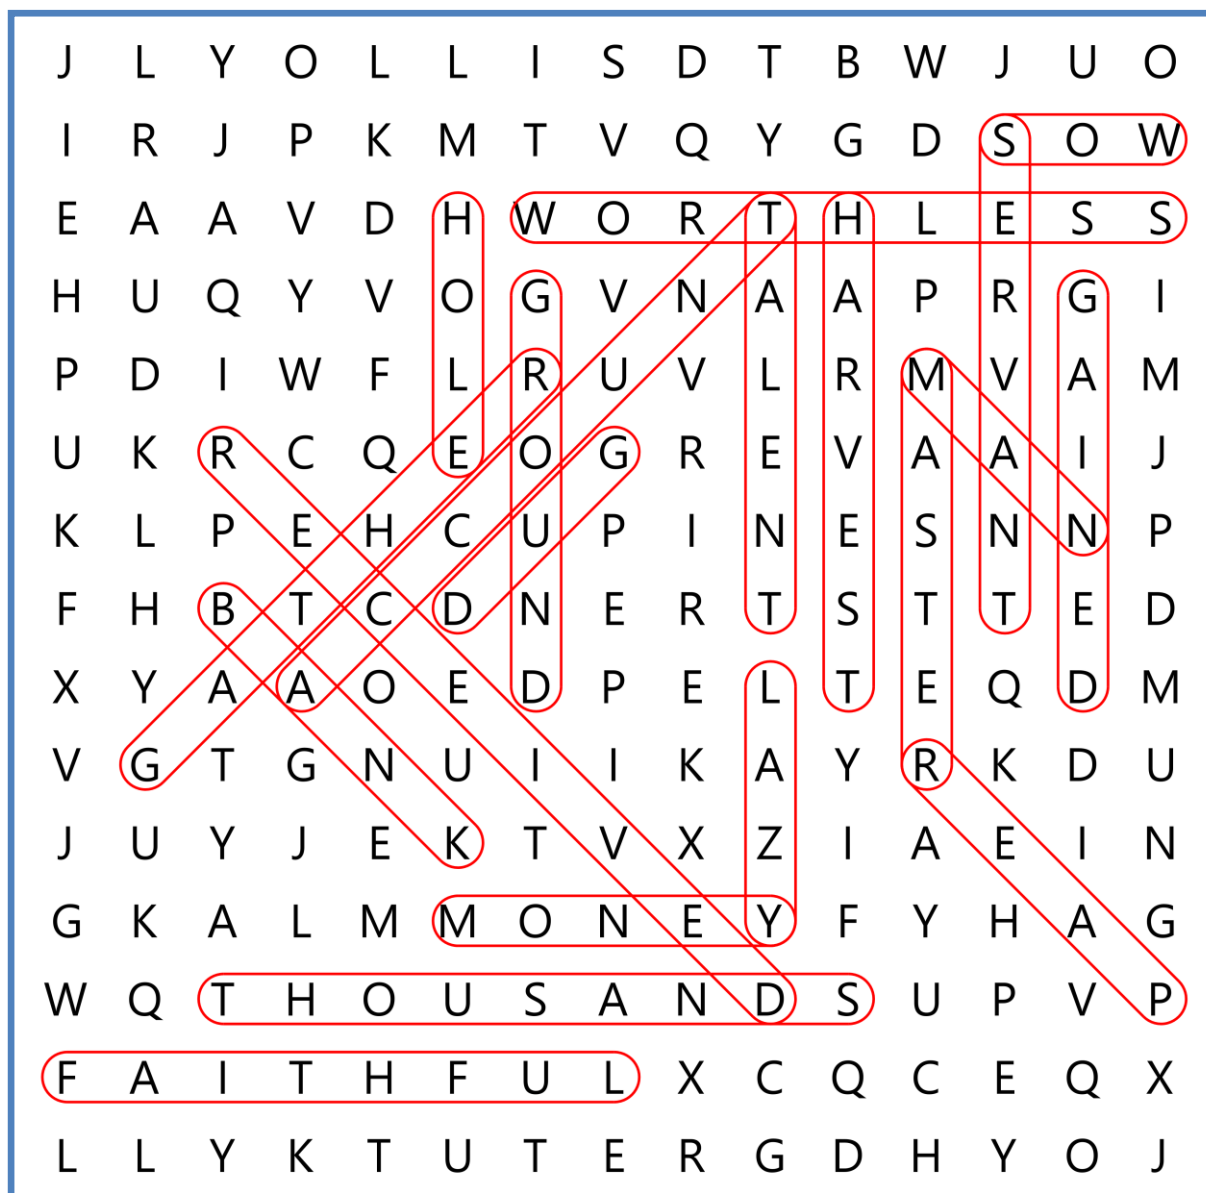 J L Y O L L I S D T B W J U O
I R J P K M T V Q Y G D S O W
E A A V D H W O R T H L E S S
H U Q Y V O G V N A A P R G I
P D I W F L R U V L R M V A M
U K R C Q E O G R E V A A I J
K L P E H C U P I N E S N N P
F H B T C D N E R T S T T E D
X Y A A O E D P E L T E Q D M
V G T G N U I I K A Y R K D U
J U Y J E K T V X Z I A E I N
G K A L M M O N E Y F Y H A G
W Q T H O U S A N D S U P V P
F A I T H F U L X C Q C E Q X
L L Y K T U T E R G D H Y O J